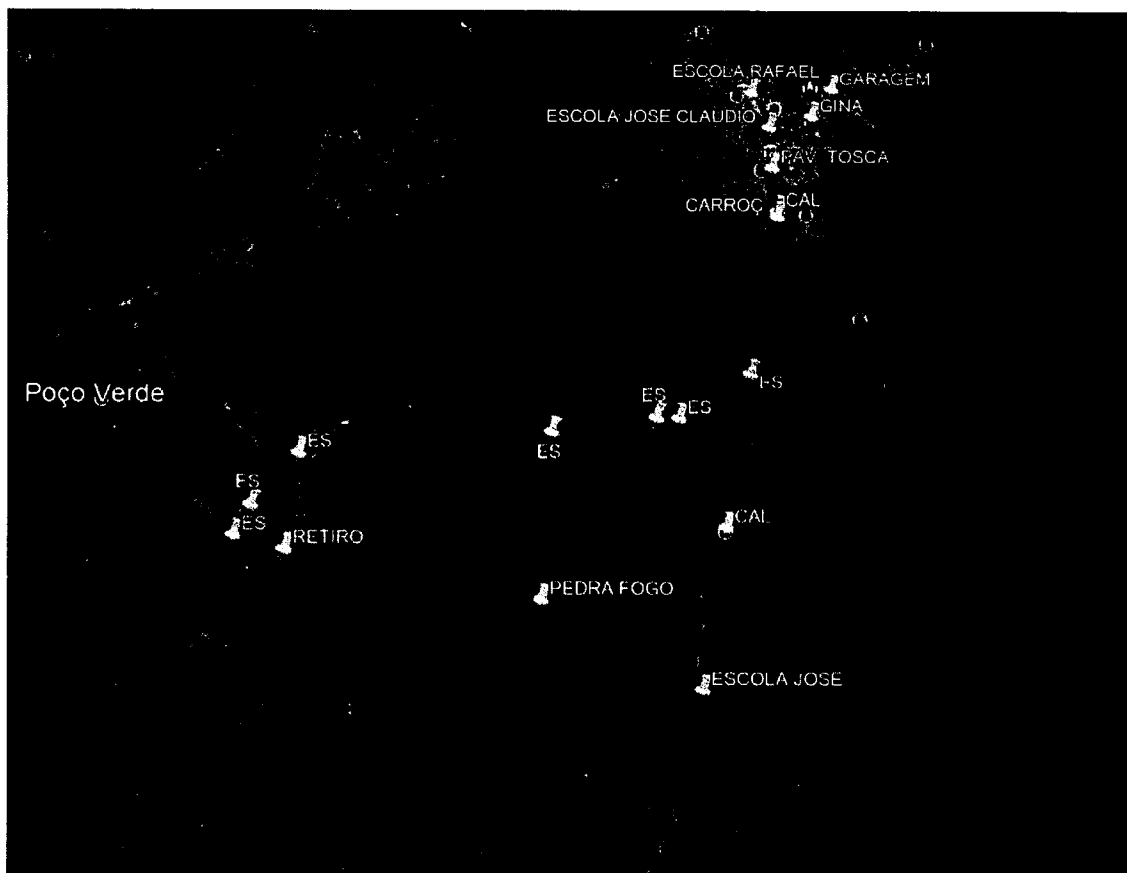 ESCOLA RAFAEL
GARAGEM
ESCOLA JOSE CLAUDIO
GINA
PAV. TOSCA
CARROÇ
CAL
ES
Poço Verde
ES
ES
ES
ES
ES
ES
RETIRO
CAL
PEDRA FOGO
ESCOLA JOSE